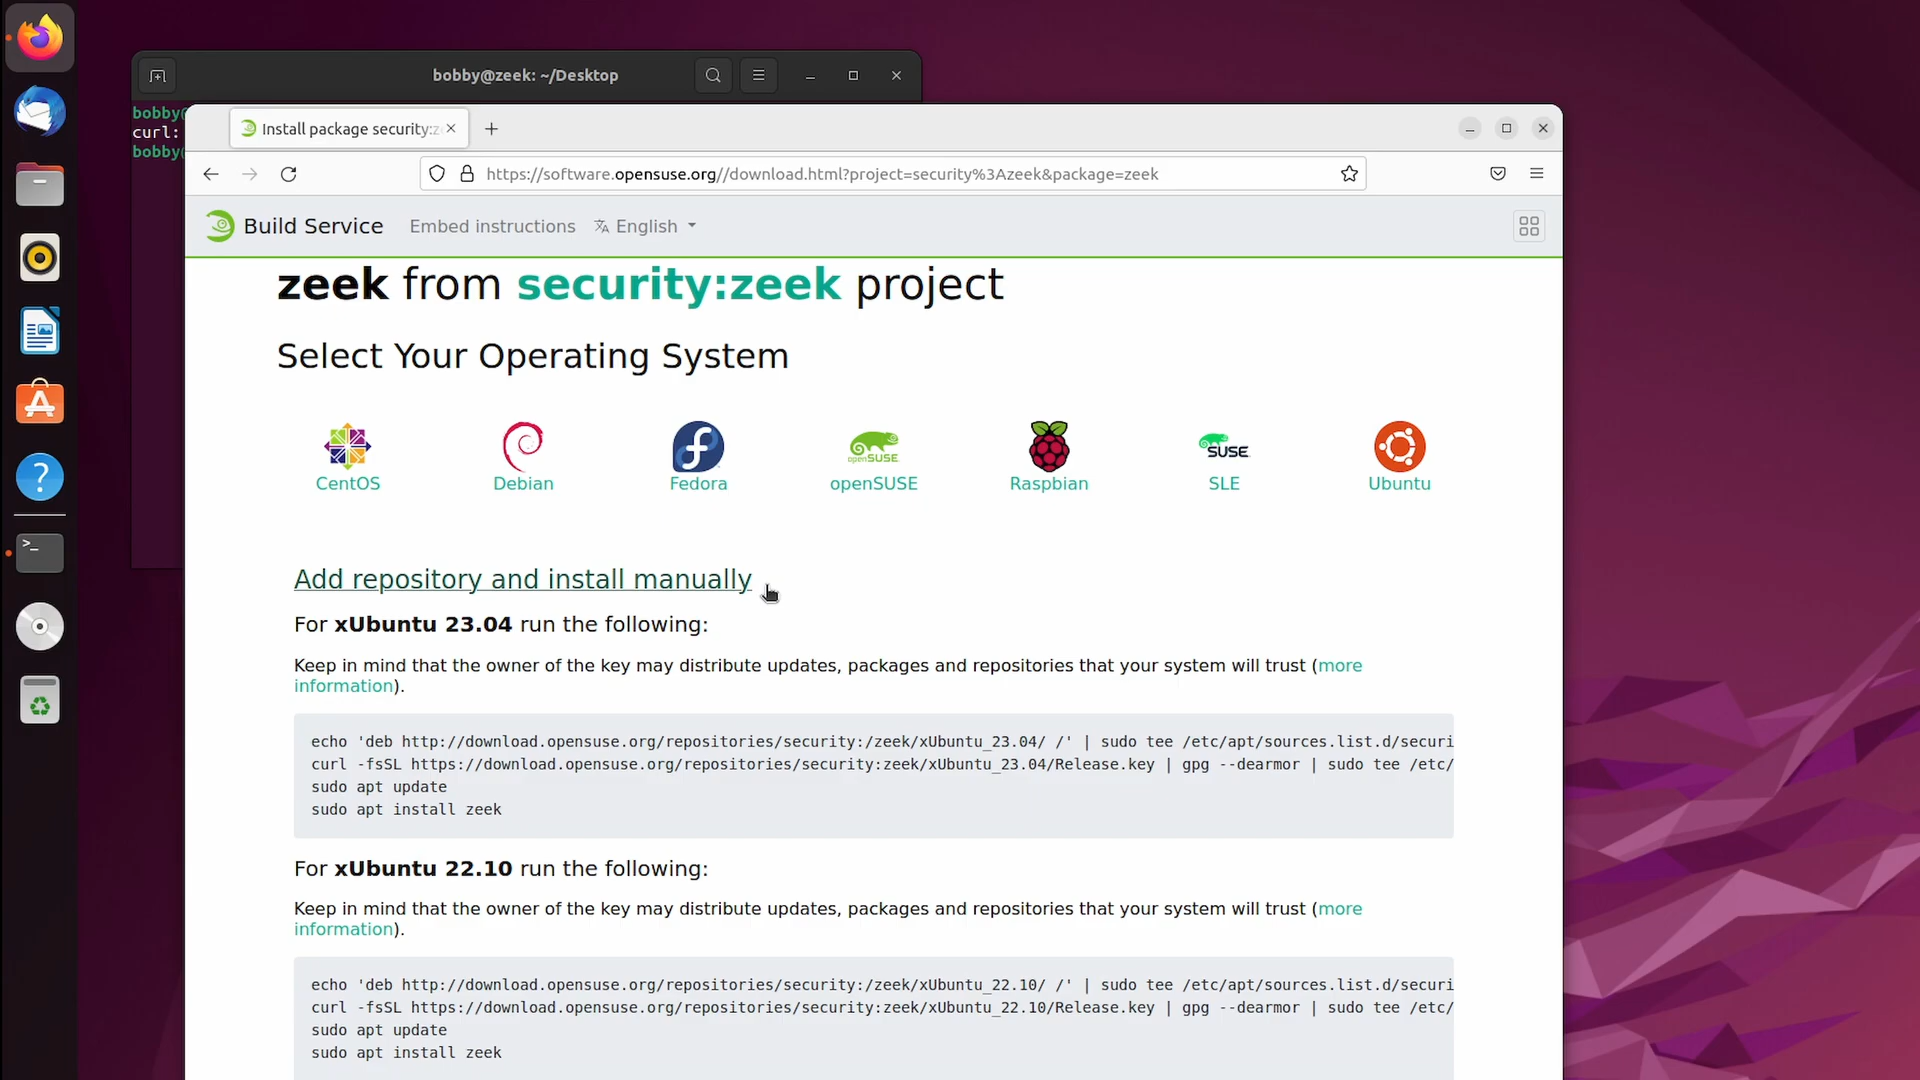 bobby@zeek: ~/Desktop
bobby@
curl:
bobby@
Install package security:z
https://software.opensuse.org//download.html?project=security%3Azeek&package=zeek
Build Service
Embed instructions
English
zeek from security:zeek project
Select Your Operating System
openSUSE
SUSE
CentOS
Debian
Fedora
openSUSE
Raspbian
SLE
Ubuntu
Add repository and install manually
For xUbuntu 23.04 run the following:
Keep in mind that the owner of the key may distribute updates, packages and repositories that your system will trust (more
information).
echo 'deb http://download.opensuse.org/repositories/security:/zeek/xUbuntu_23.04/ /' | sudo tee /etc/apt/sources.list.d/securi
curl -fsSL https://download.opensuse.org/repositories/security:zeek/xUbuntu_23.04/Release.key | gpg --dearmor | sudo tee /etc/
sudo apt update
sudo apt install zeek
For xUbuntu 22.10 run the following:
Keep in mind that the owner of the key may distribute updates, packages and repositories that your system will trust (more
information).
echo 'deb http://download.opensuse.org/repositories/security:/zeek/xUbuntu_22.10/ /' | sudo tee /etc/apt/sources.list.d/securi
curl -fsSL https://download.opensuse.org/repositories/security:zeek/xUbuntu_22.10/Release.key | gpg --dearmor | sudo tee /etc/
sudo apt update
sudo apt install zeek